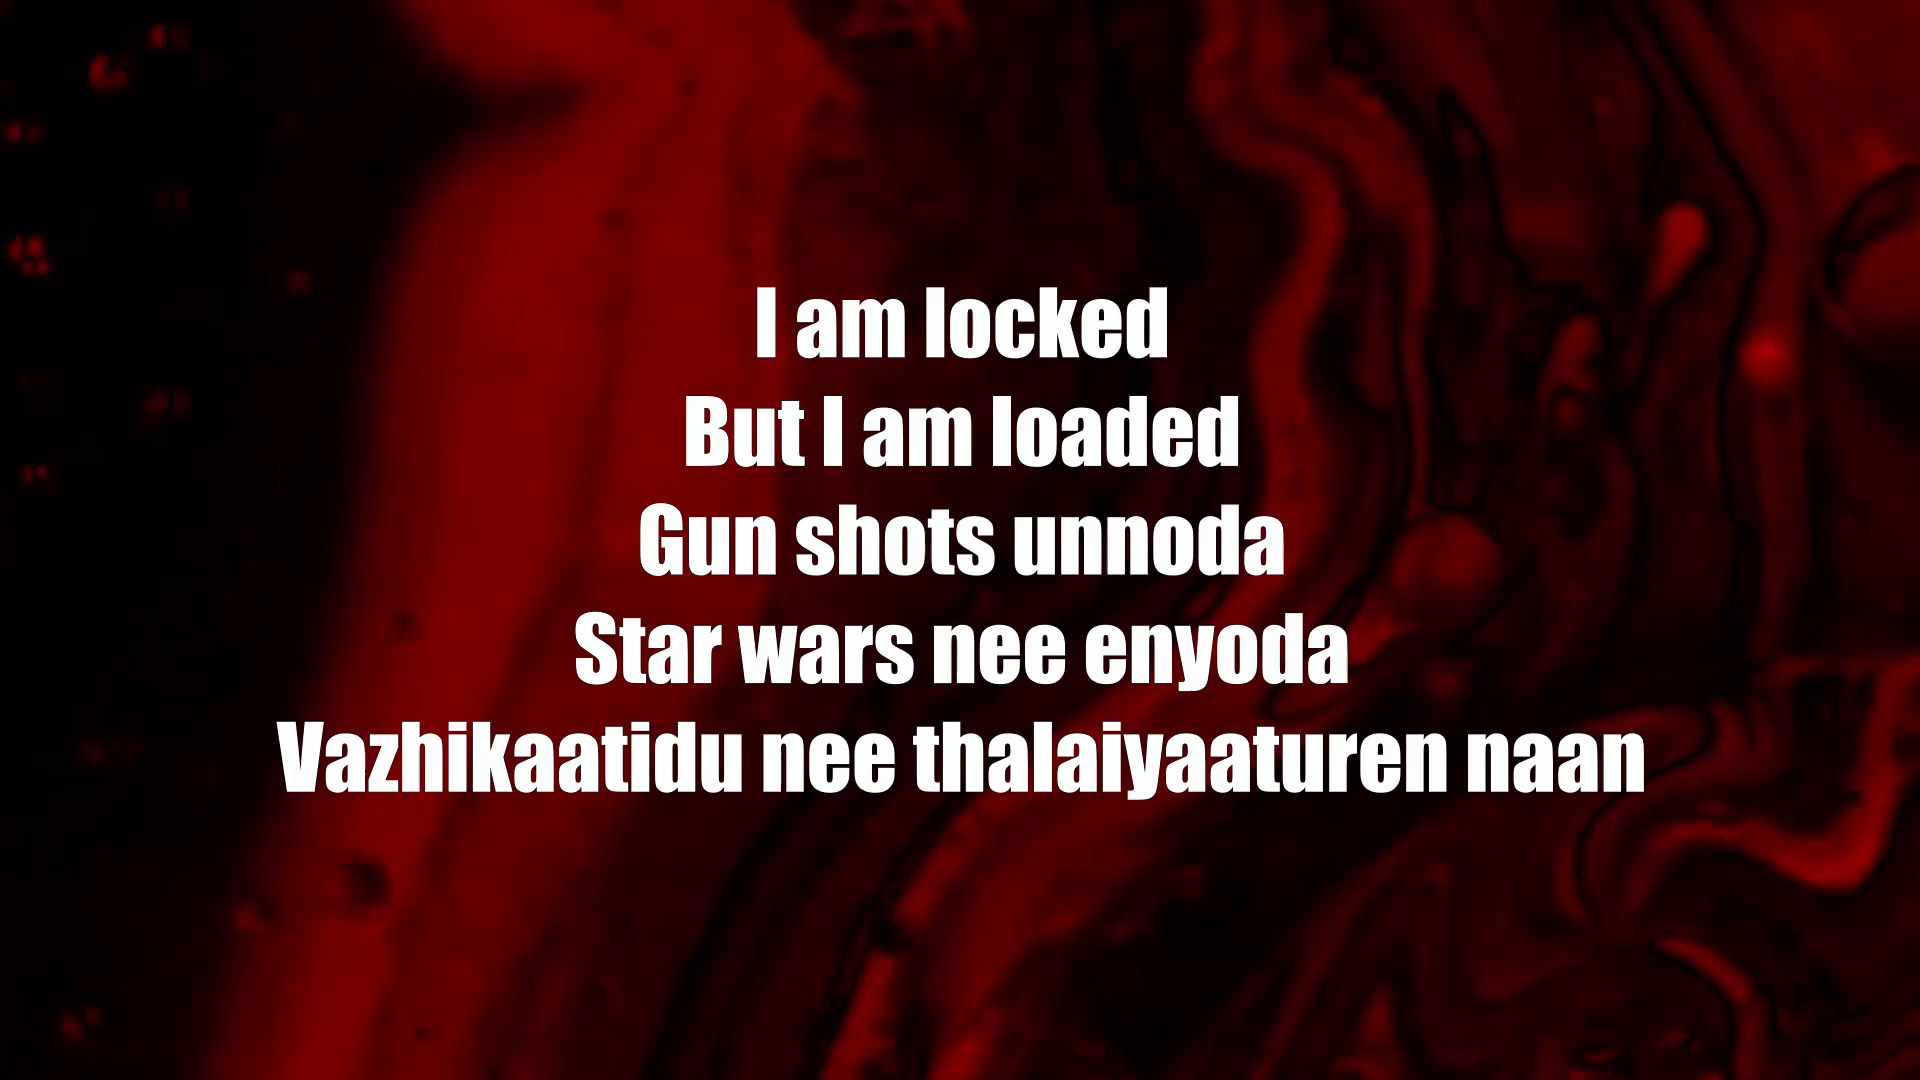 I am locked
But I am loaded
Gun shots unnoda
Star wars nee enyoda
Vazhikaatidu nee thalaiyaaturen naan